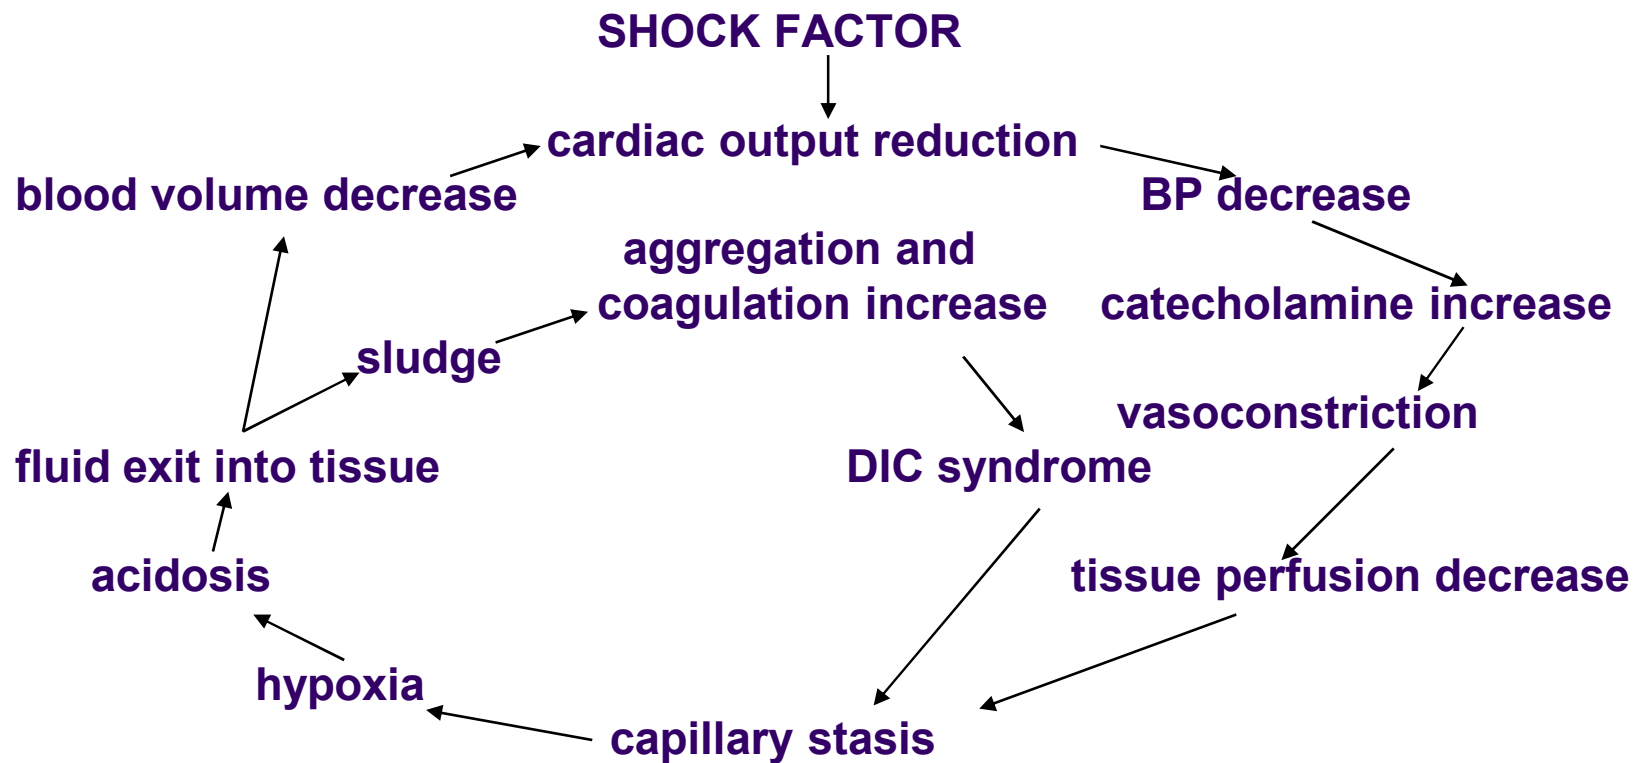 SHOCK FACTOR
cardiac output reduction
blood volume decrease
BP decrease
aggregation and
coagulation increase
catecholamine increase
sludge
vasoconstriction
fluid exit into tissue
DIC syndrome
acidosis
tissue perfusion decrease
hypoxia
capillary stasis